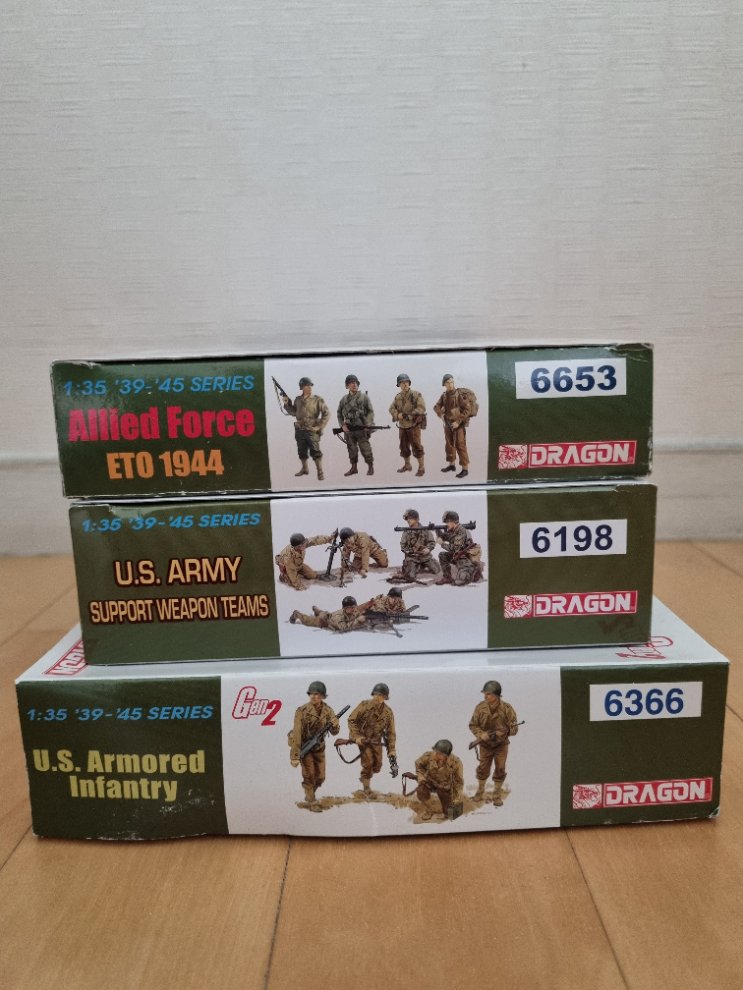 1:35 '39-'45 SERIES
Allied Force
ETO 1944
6653
DRAGON
1:35 '39-'45 SERIES
U.S. ARMY
SUPPORT WEAPON TEAMS
6198
DRAGON
1:35 '39-'45 SERIES
Gen2
U.S. Armored
Infantry
6366
DRAGON